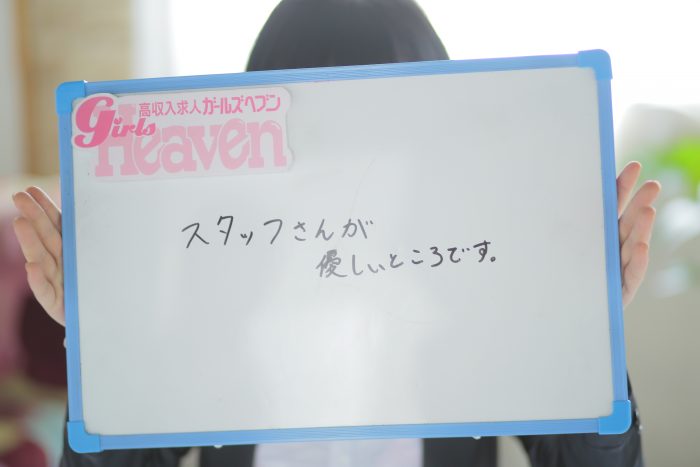 高収入求人ガールズヘブン
Girls
Heaven
スタッフさんが
優しいところです。